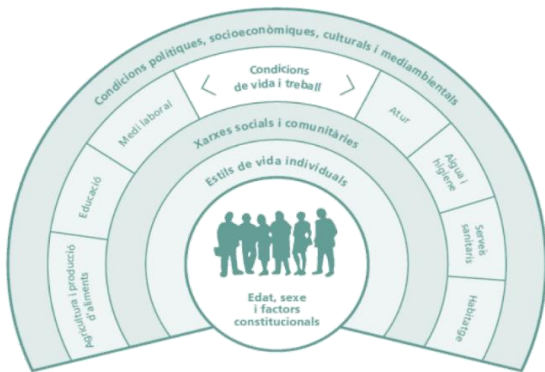 Condicions polítiques, socioeconòmiques, culturals i mediambientals
Condicions
de vida i treball
Agricultura i producció
d'aliments
Educació
Medi laboral
Atur
Aigua i
higiene
Serveis
sanitaris
Habitatge
Xarxes socials i comunitàries
Estils de vida individuals
Edat, sexe
i factors
constitucionals